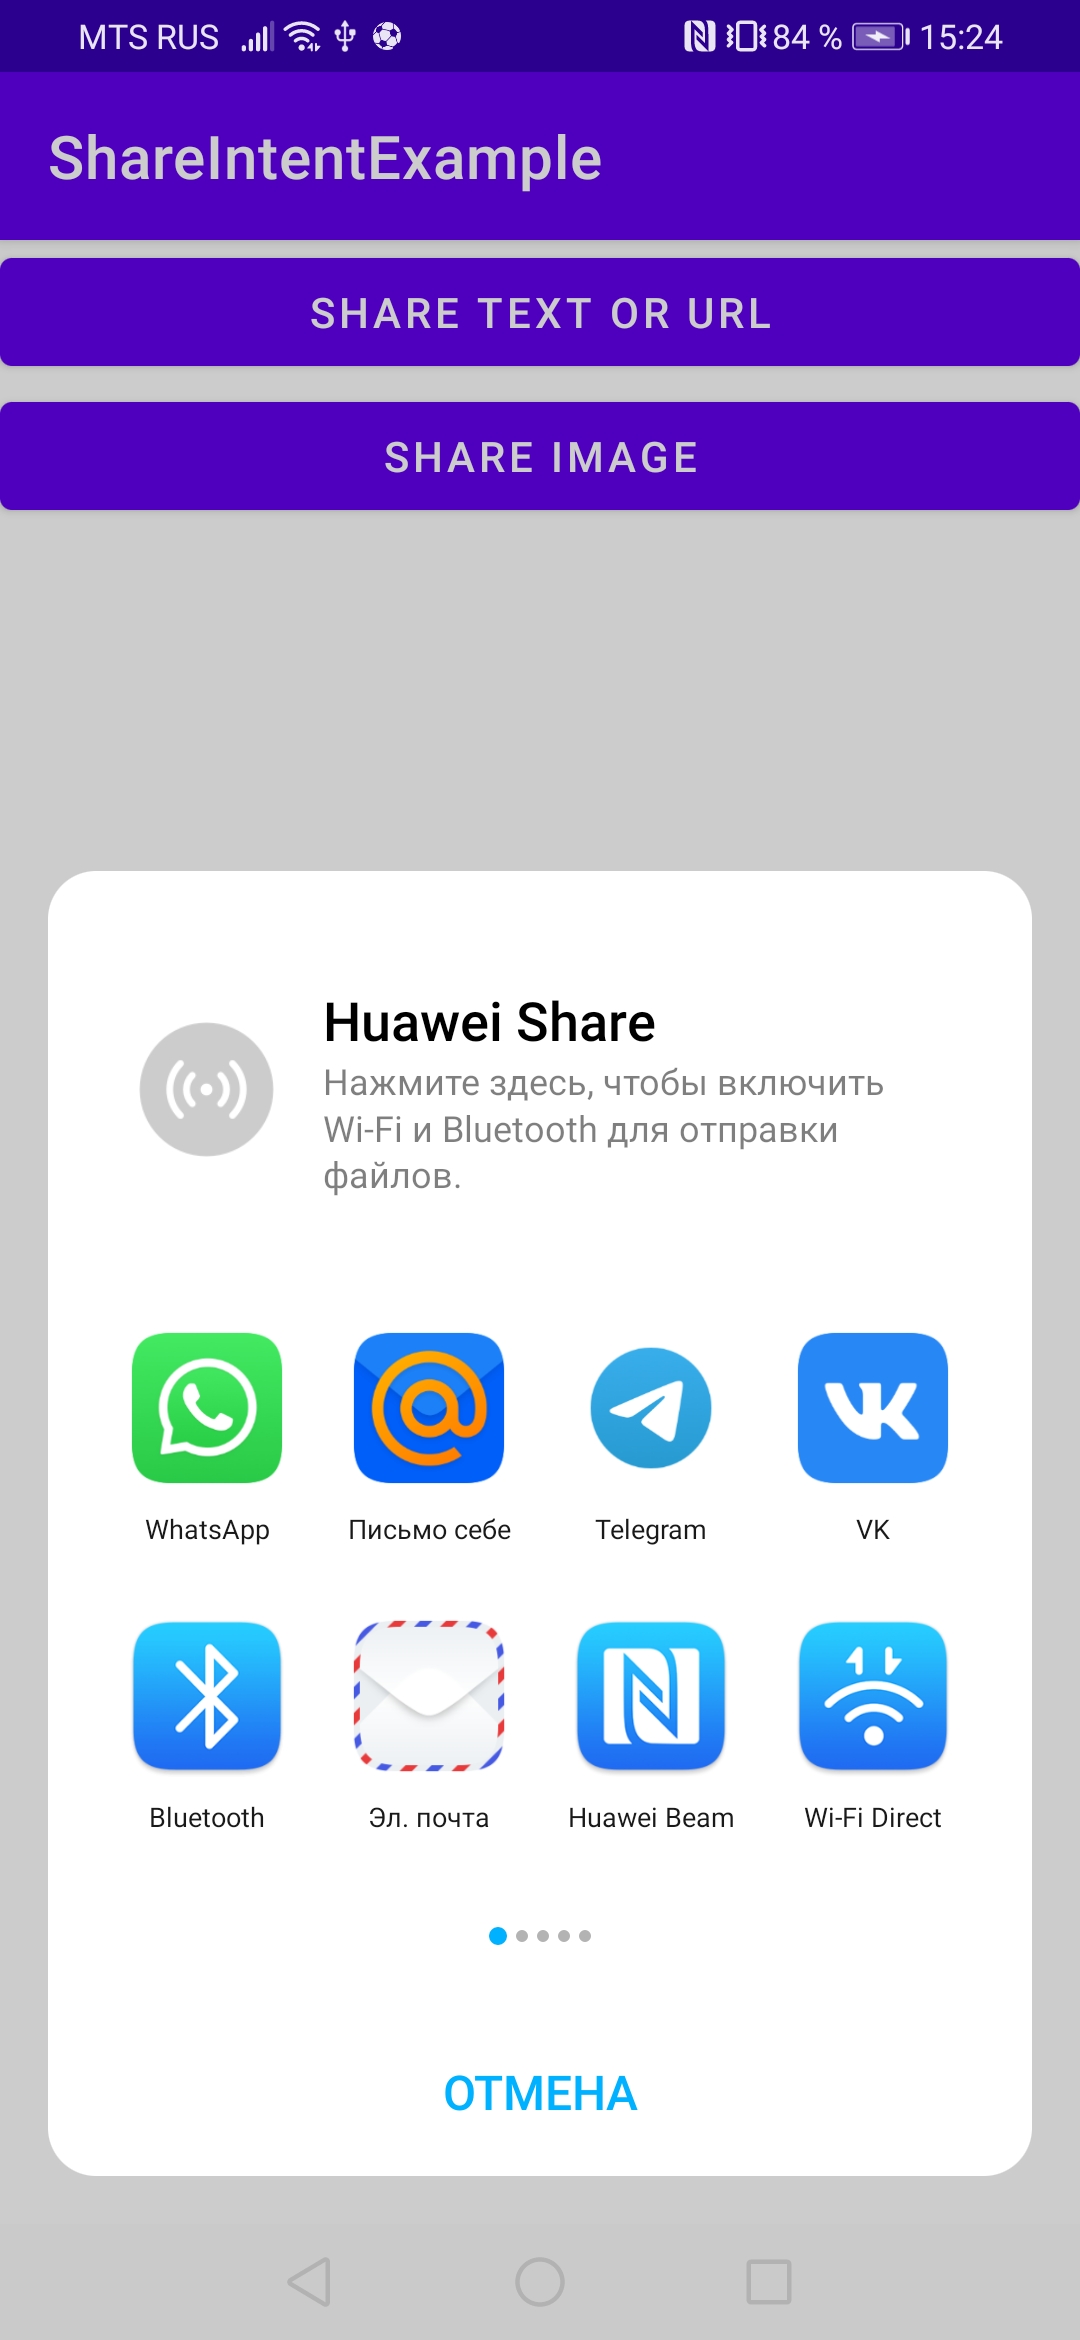 MTS RUS 84 % 15:24
ShareIntentExample
SHARE TEXT OR URL
SHARE IMAGE
Huawei Share
Нажмите здесь, чтобы включить
Wi-Fi и Bluetooth для отправки
файлов.
WhatsApp Письмо себе Telegram VK
Bluetooth Эл. почта Huawei Beam Wi-Fi Direct
ОТМЕНА